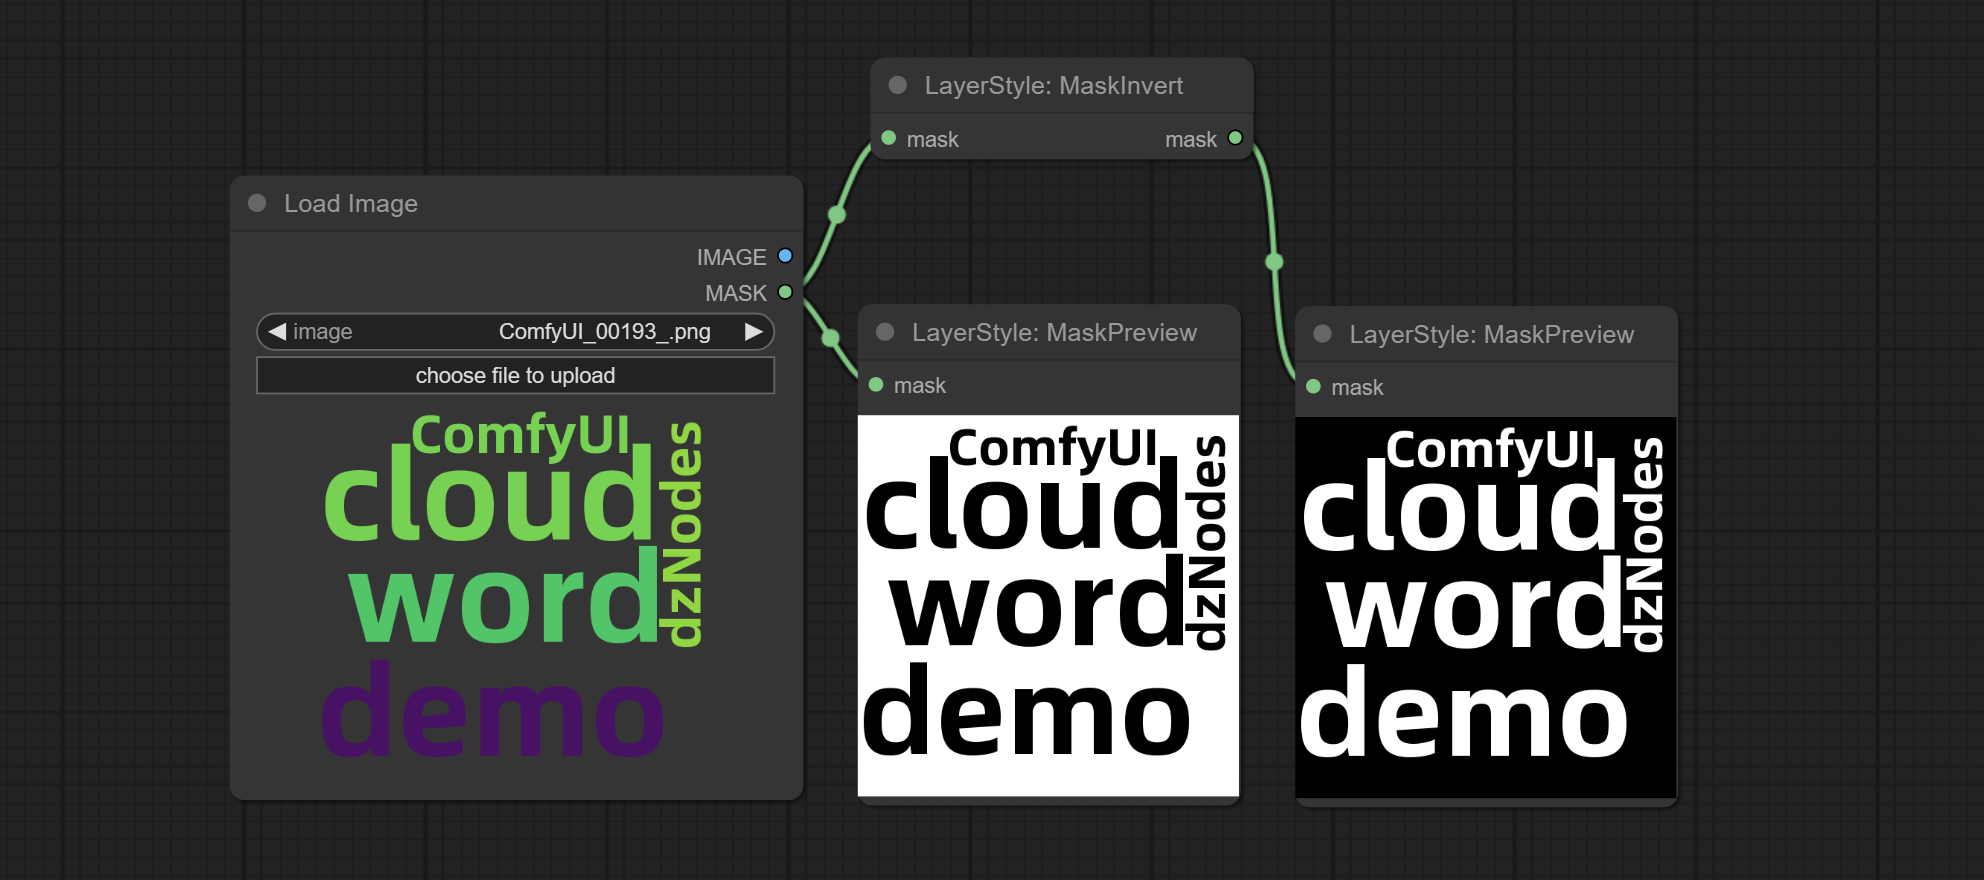 LayerStyle: MaskInvert
mask
mask
Load Image
IMAGE
MASK
image
ComfyUI_00193_.png
choose file to upload
ComfyUI
cloud
word
demo
dzNodes
LayerStyle: MaskPreview
mask
ComfyUI
cloud
word
demo
dzNodes
LayerStyle: MaskPreview
mask
ComfyUI
cloud
word
demo
dzNodes